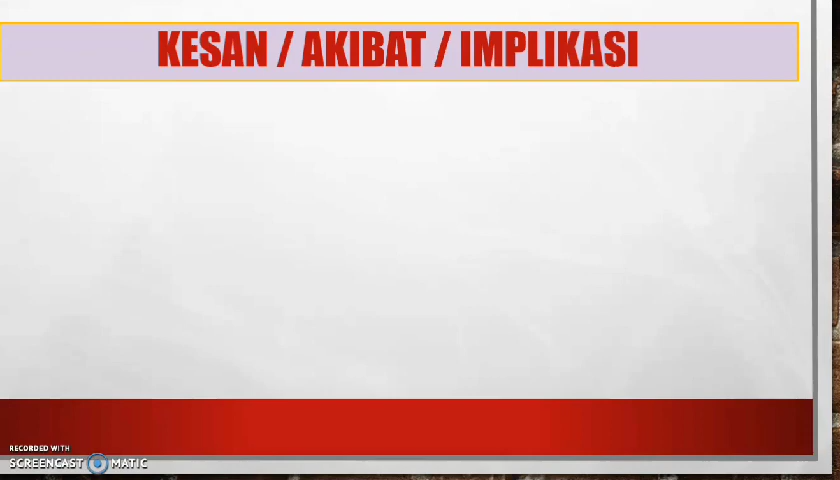 KESAN / AKIBAT / IMPLIKASI
RECORDED WITH
SCREENCAST MATIC